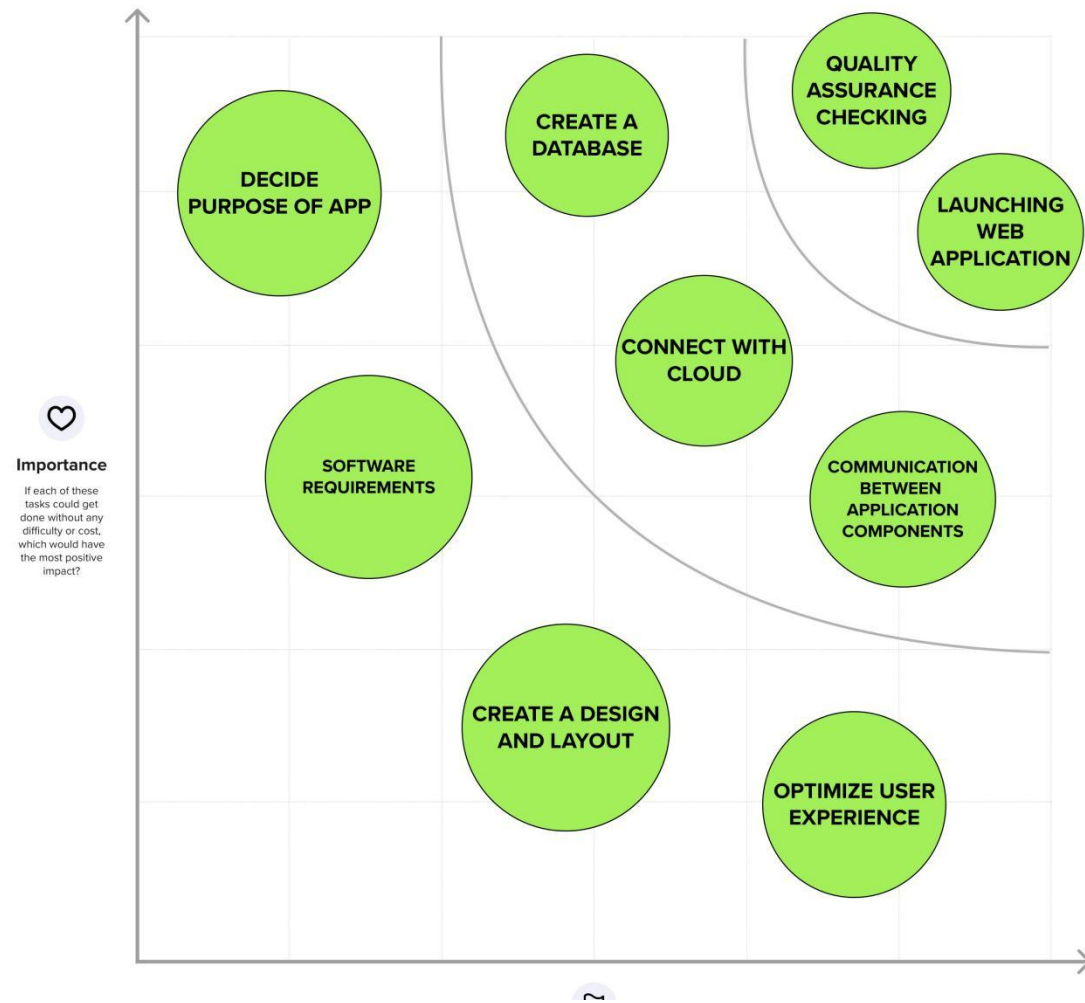 QUALITY
ASSURANCE
CHECKING
CREATE A
DATABASE
DECIDE
PURPOSE OF APP
LAUNCHING
WEB
APPLICATION
CONNECT WITH
CLOUD
Importance
If each of these
tasks could get
done without any
difficulty or cost,
which would have
the most positive
impact?
SOFTWARE
REQUIREMENTS
COMMUNICATION
BETWEEN
APPLICATION
COMPONENTS
CREATE A DESIGN
AND LAYOUT
OPTIMIZE USER
EXPERIENCE